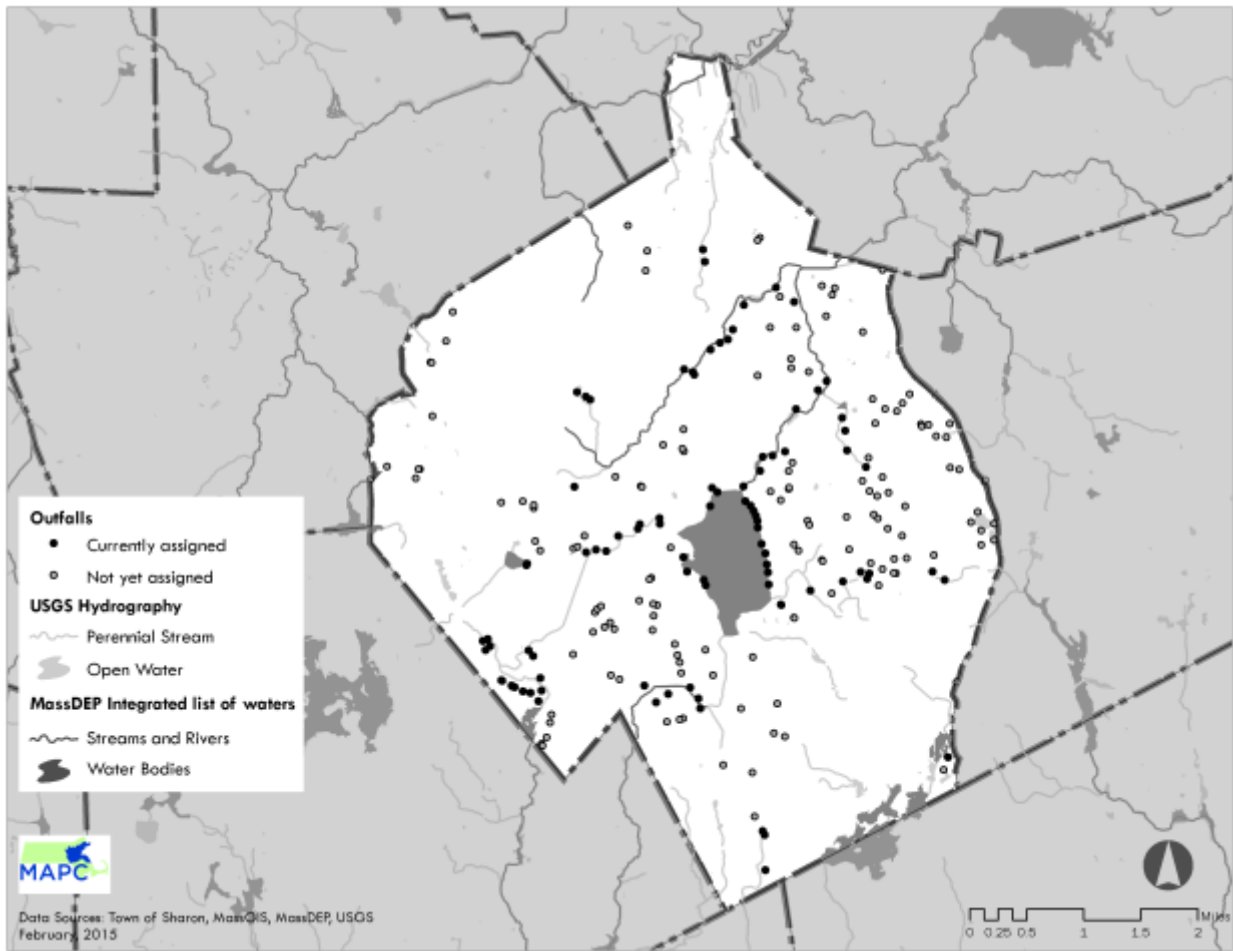 Outfalls
Currently assigned
Not yet assigned
USGS Hydrography
Perennial Stream
Open Water
MassDEP Integrated list of waters
Streams and Rivers
Water Bodies
MAPC
Data Sources: Town of Sharon, MassGIS, MassDEP, USGS
February, 2015
Miles
0 0.25 0.5 1 1.5 2